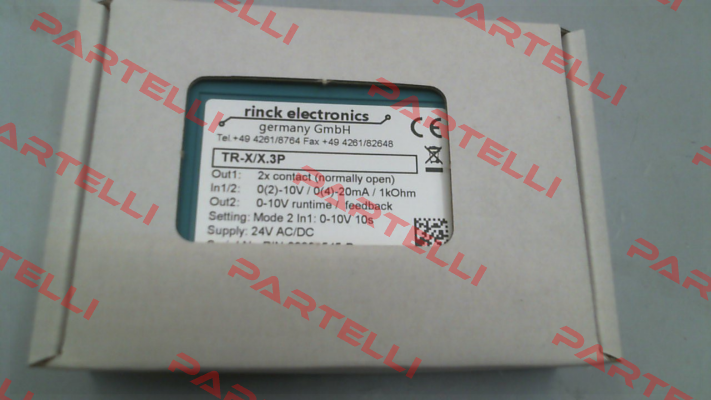 rinck electronics
germany GmbH
Tel.+49 4261/8764 Fax +49 4261/82648
TR-X/X.3P
Out1: 2x contact (normally open)
In1/2: 0(2)-10V / 0(4)-20mA / 1kOhm
Out2: 0-10V runtime / feedback
Setting: Mode 2 In1: 0-10V 10s
Supply: 24V AC/DC
CE
PARTELLI
PARTELLI
PARTELLI
PARTELLI
PARTELLI
PARTELLI
PARTELLI
PARTELLI
PARTELLI